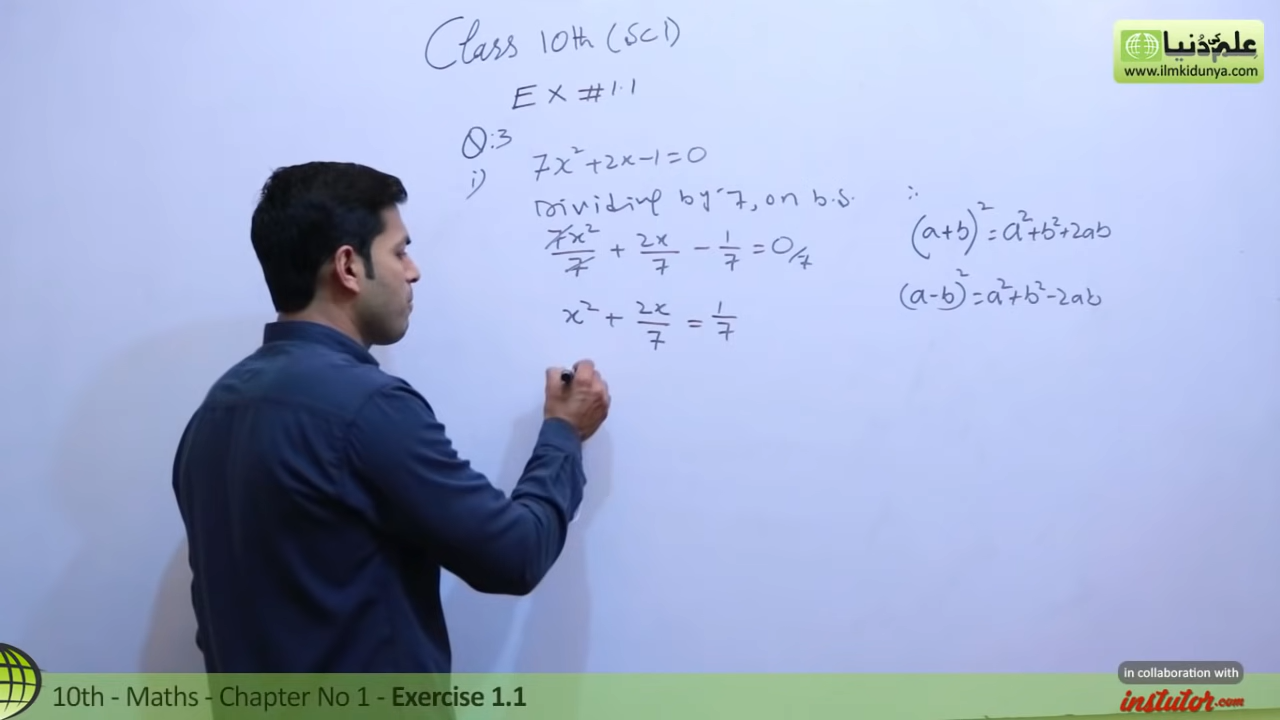 Class 10th (SCI)
علم کی دُنیا
www.ilmkidunya.com
EX #1.1
Q:3
i) 7x²+2x-1=0
Dividing by 7, on b.s.
7x²/7 + 2x/7 - 1/7 = 0/7
x² + 2x/7 = 1/7
∴
(a+b)²=a²+b²+2ab
(a-b)²=a²+b²-2ab
in collaboration with
instutor.com
10th - Maths - Chapter No 1 - Exercise 1.1